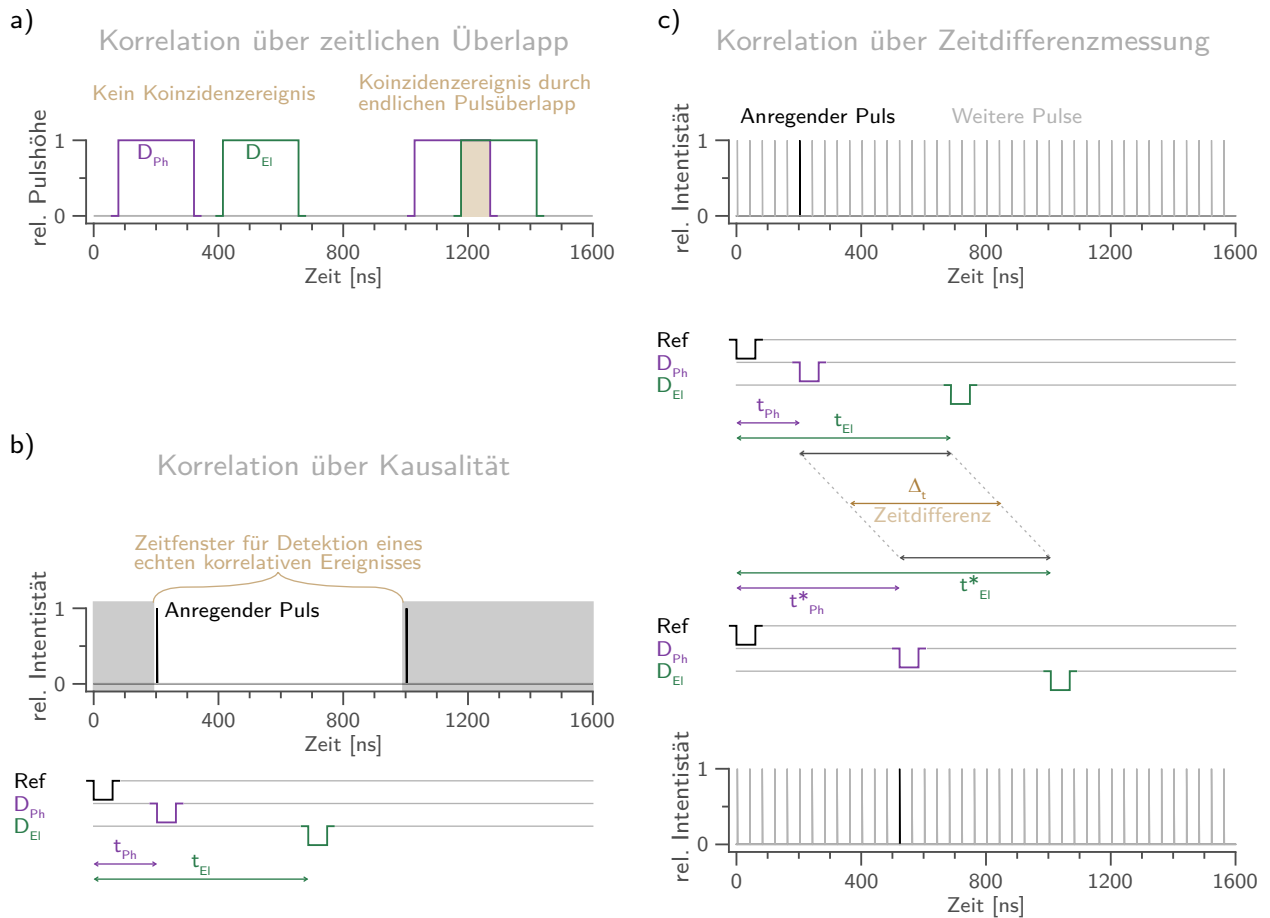 a)
Korrelation über zeitlichen Überlapp
Kein Koinzidenzereignis
Koinzidenzereignis durch
endlichen Pulsüberlapp
rel. Pulshöhe
1
0
D_Ph
D_El
0 400 800 1200 1600
Zeit [ns]
b)
Korrelation über Kausalität
Zeitfenster für Detektion eines
echten korrelativen Ereignisses
rel. Intentistät
1
0
Anregender Puls
0 400 800 1200 1600
Zeit [ns]
Ref
D_Ph
D_El
t_Ph
t_El
c)
Korrelation über Zeitdifferenzmessung
Anregender Puls
Weitere Pulse
rel. Intentistät
1
0
0 400 800 1200 1600
Zeit [ns]
Ref
D_Ph
D_El
t_Ph
t_El
Δ_t
Zeitdifferenz
t*_El
t*_Ph
Ref
D_Ph
D_El
rel. Intentistät
1
0
0 400 800 1200 1600
Zeit [ns]